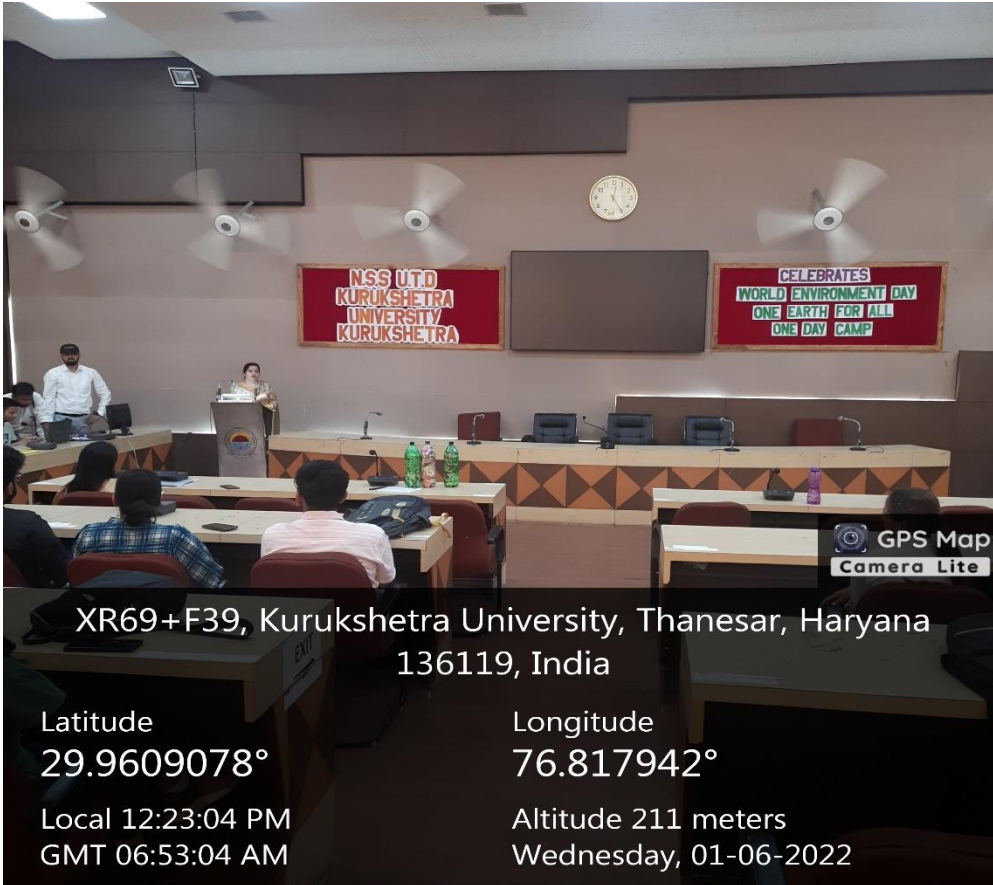 N.S.S U.T.D
KURUKSHETRA
UNIVERSITY
KURUKSHETRA
CELEBRATES
WORLD ENVIRONMENT DAY
ONE EARTH FOR ALL
ONE DAY CAMP
EXIT
GPS Map
Camera Lite
XR69+F39, Kurukshetra University, Thanesar, Haryana
136119, India
Latitude
29.9609078°
Longitude
76.817942°
Local 12:23:04 PM
GMT 06:53:04 AM
Altitude 211 meters
Wednesday, 01-06-2022